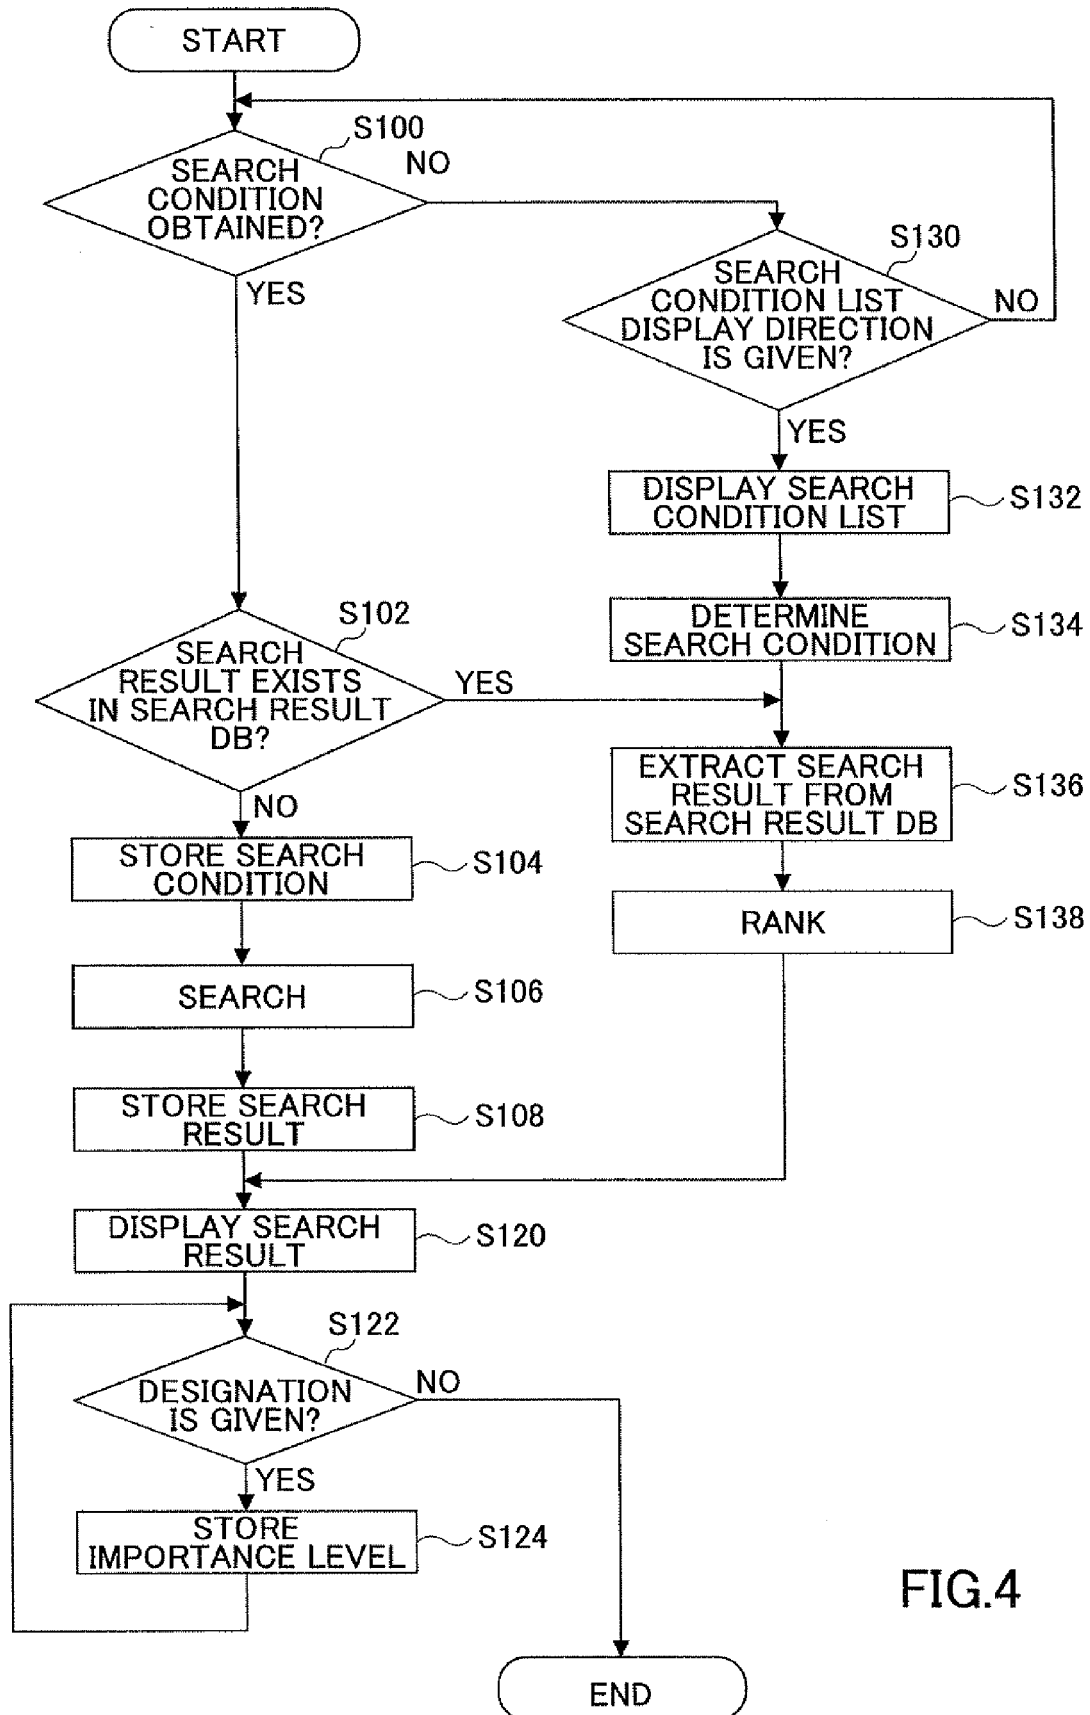 START
S100
SEARCH
CONDITION
OBTAINED?
NO
YES
S130
SEARCH
CONDITION LIST
DISPLAY DIRECTION
IS GIVEN?
NO
YES
DISPLAY SEARCH
CONDITION LIST
S132
DETERMINE
SEARCH CONDITION
S134
S102
SEARCH
RESULT EXISTS
IN SEARCH RESULT
DB?
YES
NO
EXTRACT SEARCH
RESULT FROM
SEARCH RESULT DB
S136
STORE SEARCH
CONDITION
S104
RANK
S138
SEARCH
S106
STORE SEARCH
RESULT
S108
DISPLAY SEARCH
RESULT
S120
S122
DESIGNATION
IS GIVEN?
NO
YES
STORE
IMPORTANCE LEVEL
S124
FIG.4
END